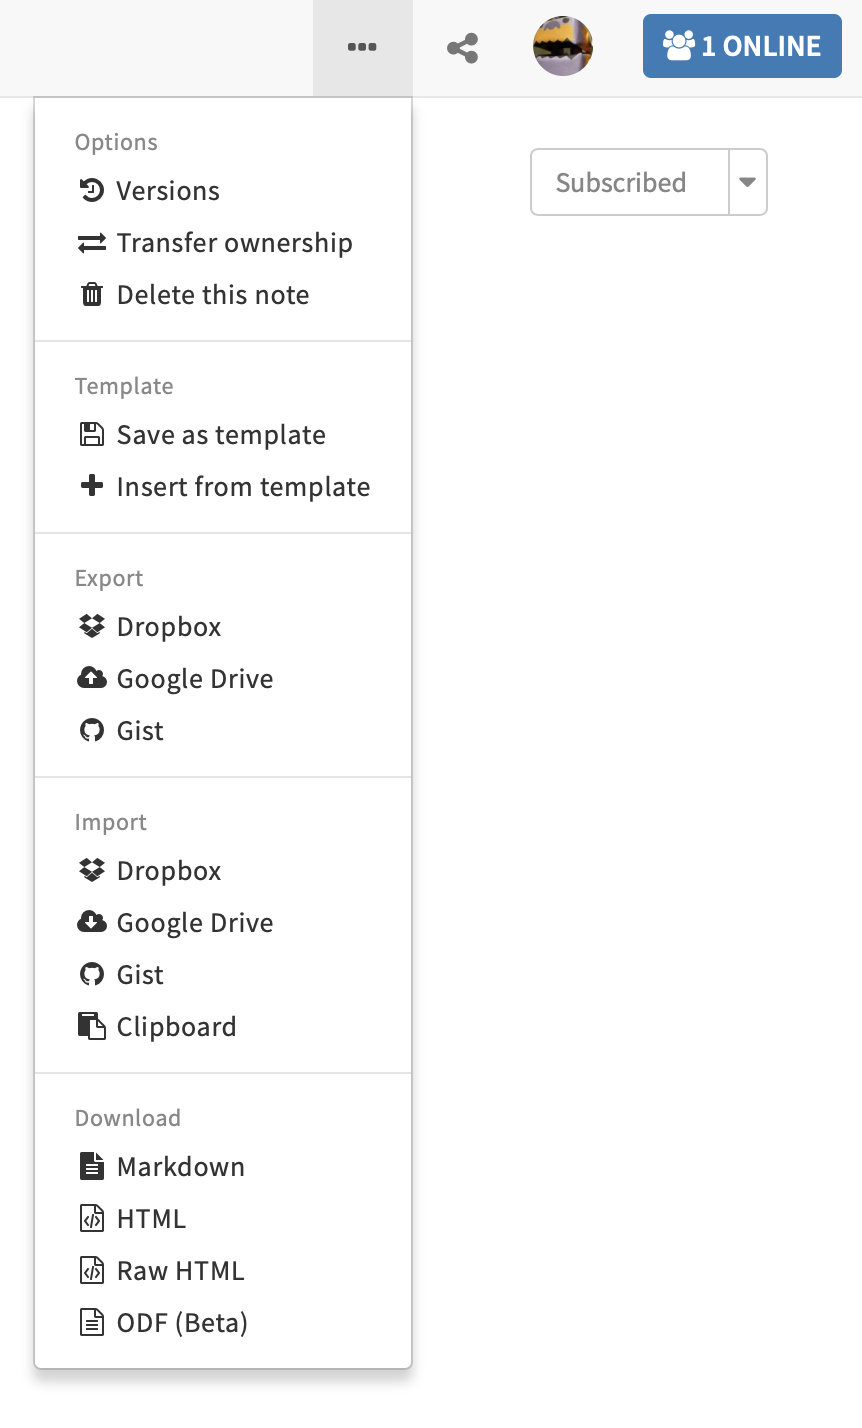 1 ONLINE
Subscribed
Options
Versions
Transfer ownership
Delete this note
Template
Save as template
Insert from template
Export
Dropbox
Google Drive
Gist
Import
Dropbox
Google Drive
Gist
Clipboard
Download
Markdown
HTML
Raw HTML
ODF (Beta)